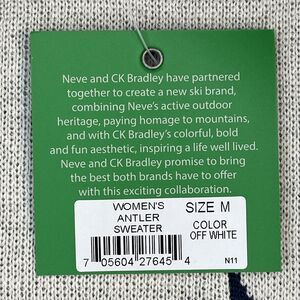 Neve and CK Bradley have partnered
together to create a new ski brand,
combining Neve's active outdoor
heritage, paying homage to mountains,
and with CK Bradley's colorful, bold
and fun aesthetic, inspiring a life well lived.
Neve and CK Bradley promise to bring
the best both brands have to offer
with this exciting collaboration.
WOMEN'S
ANTLER
SWEATER
SIZE M
COLOR
OFF WHITE
7 05604 27645 4
N11